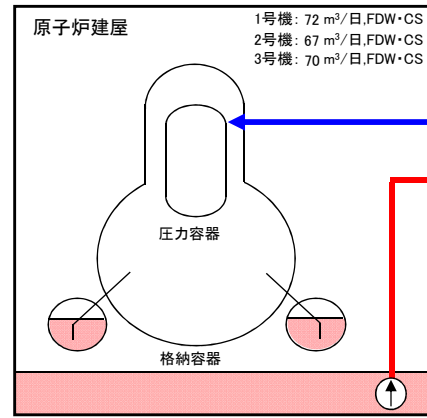 原子炉建屋
1号機: 72 m³/日,FDW・CS
2号機: 67 m³/日,FDW・CS
3号機: 70 m³/日,FDW・CS
圧力容器
格納容器